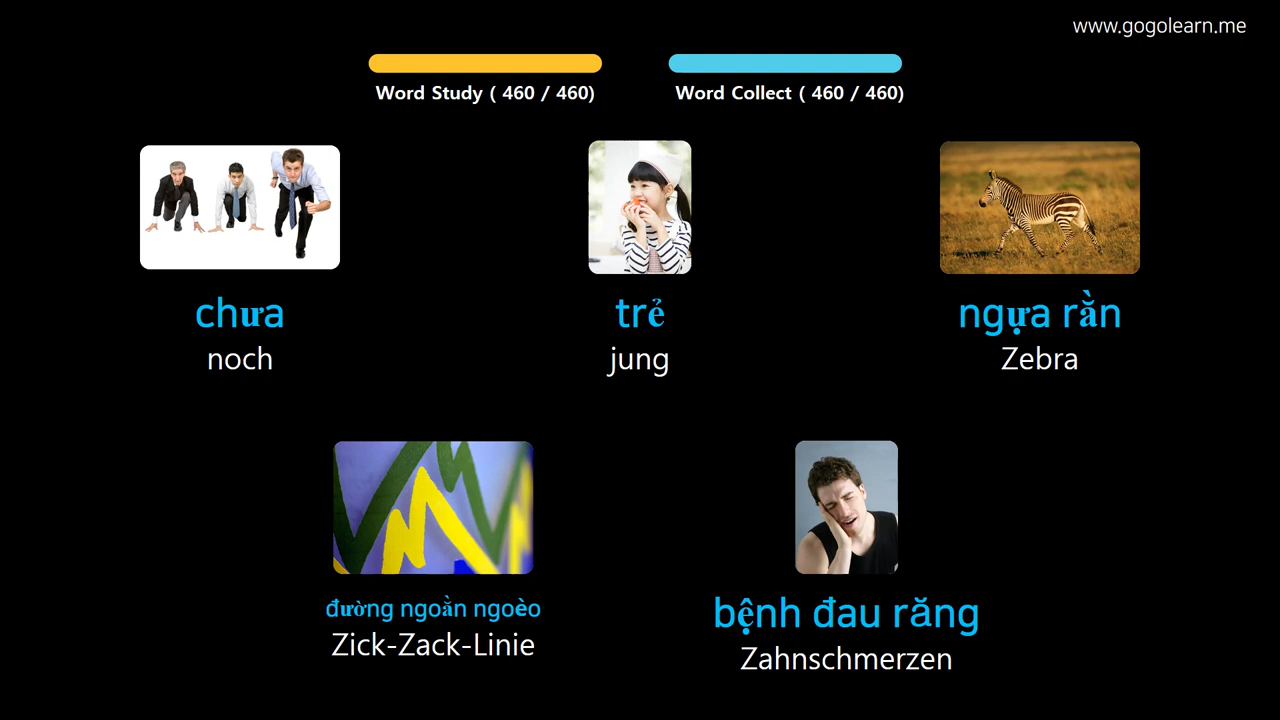 www.gogolearn.me
Word Study ( 460 / 460)
Word Collect ( 460 / 460)
chưa
noch
trẻ
jung
ngựa rằn
Zebra
đường ngoằn ngoèo
Zick-Zack-Linie
bệnh đau răng
Zahnschmerzen